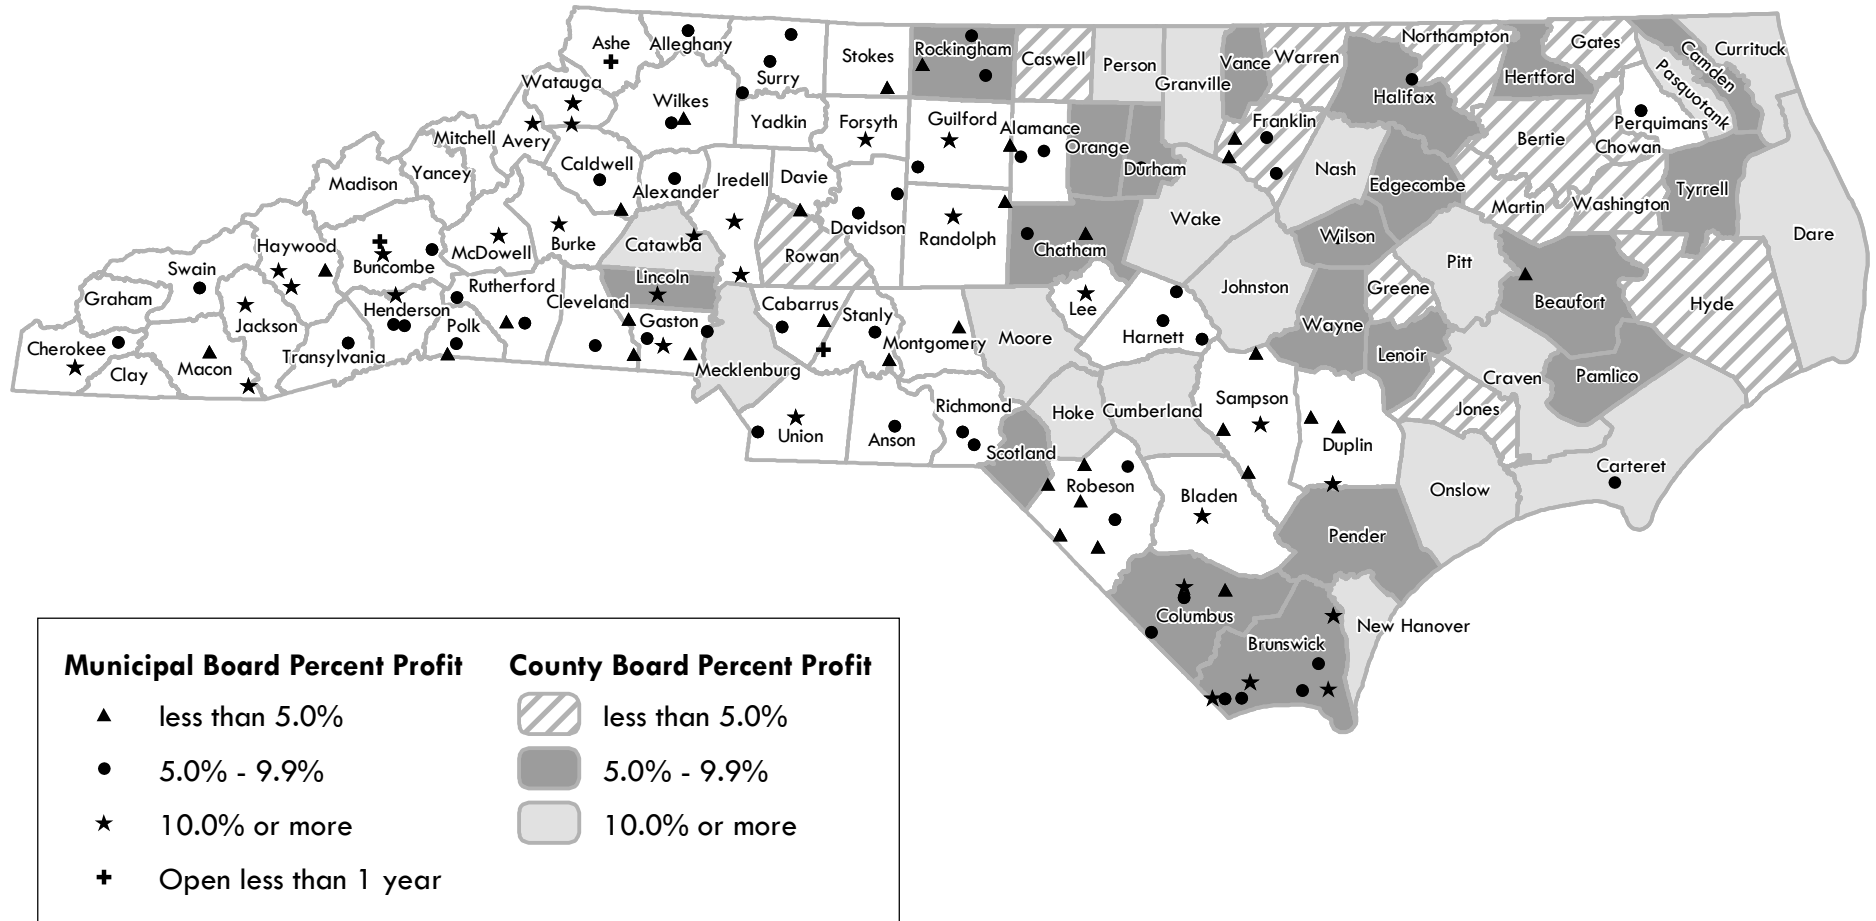 Ashe
Alleghany
Surry
Stokes
Rockingham
Caswell
Person
Granville
Vance
Warren
Northampton
Gates
Hertford
Camden
Currituck
Pasquotank
Watauga
Wilkes
Yadkin
Forsyth
Guilford
Alamance
Orange
Durham
Franklin
Halifax
Bertie
Perquimans
Chowan
Mitchell
Avery
Caldwell
Alexander
Iredell
Davie
Nash
Edgecombe
Martin
Washington
Tyrrell
Dare
Madison
Yancey
Burke
Catawba
Rowan
Davidson
Randolph
Chatham
Wake
Wilson
Pitt
Haywood
Buncombe
McDowell
Lincoln
Swain
Graham
Jackson
Henderson
Rutherford
Polk
Cleveland
Gaston
Cabarrus
Stanly
Montgomery
Moore
Lee
Harnett
Johnston
Greene
Wayne
Lenoir
Beaufort
Hyde
Cherokee
Clay
Macon
Transylvania
Mecklenburg
Craven
Pamlico
Jones
Union
Anson
Richmond
Scotland
Hoke
Cumberland
Sampson
Duplin
Onslow
Carteret
Robeson
Bladen
Pender
Columbus
Brunswick
New Hanover
Municipal Board Percent Profit
less than 5.0%
5.0% - 9.9%
10.0% or more
Open less than 1 year
County Board Percent Profit
less than 5.0%
5.0% - 9.9%
10.0% or more